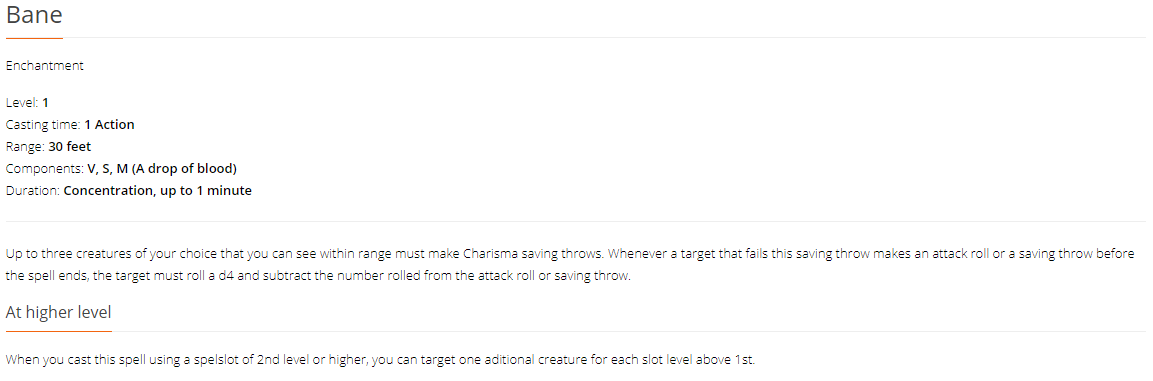 Bane
Enchantment
Level: 1
Casting time: 1 Action
Range: 30 feet
Components: V, S, M (A drop of blood)
Duration: Concentration, up to 1 minute
Up to three creatures of your choice that you can see within range must make Charisma saving throws. Whenever a target that fails this saving throw makes an attack roll or a saving throw before
the spell ends, the target must roll a d4 and subtract the number rolled from the attack roll or saving throw.
At higher level
When you cast this spell using a spelslot of 2nd level or higher, you can target one aditional creature for each slot level above 1st.